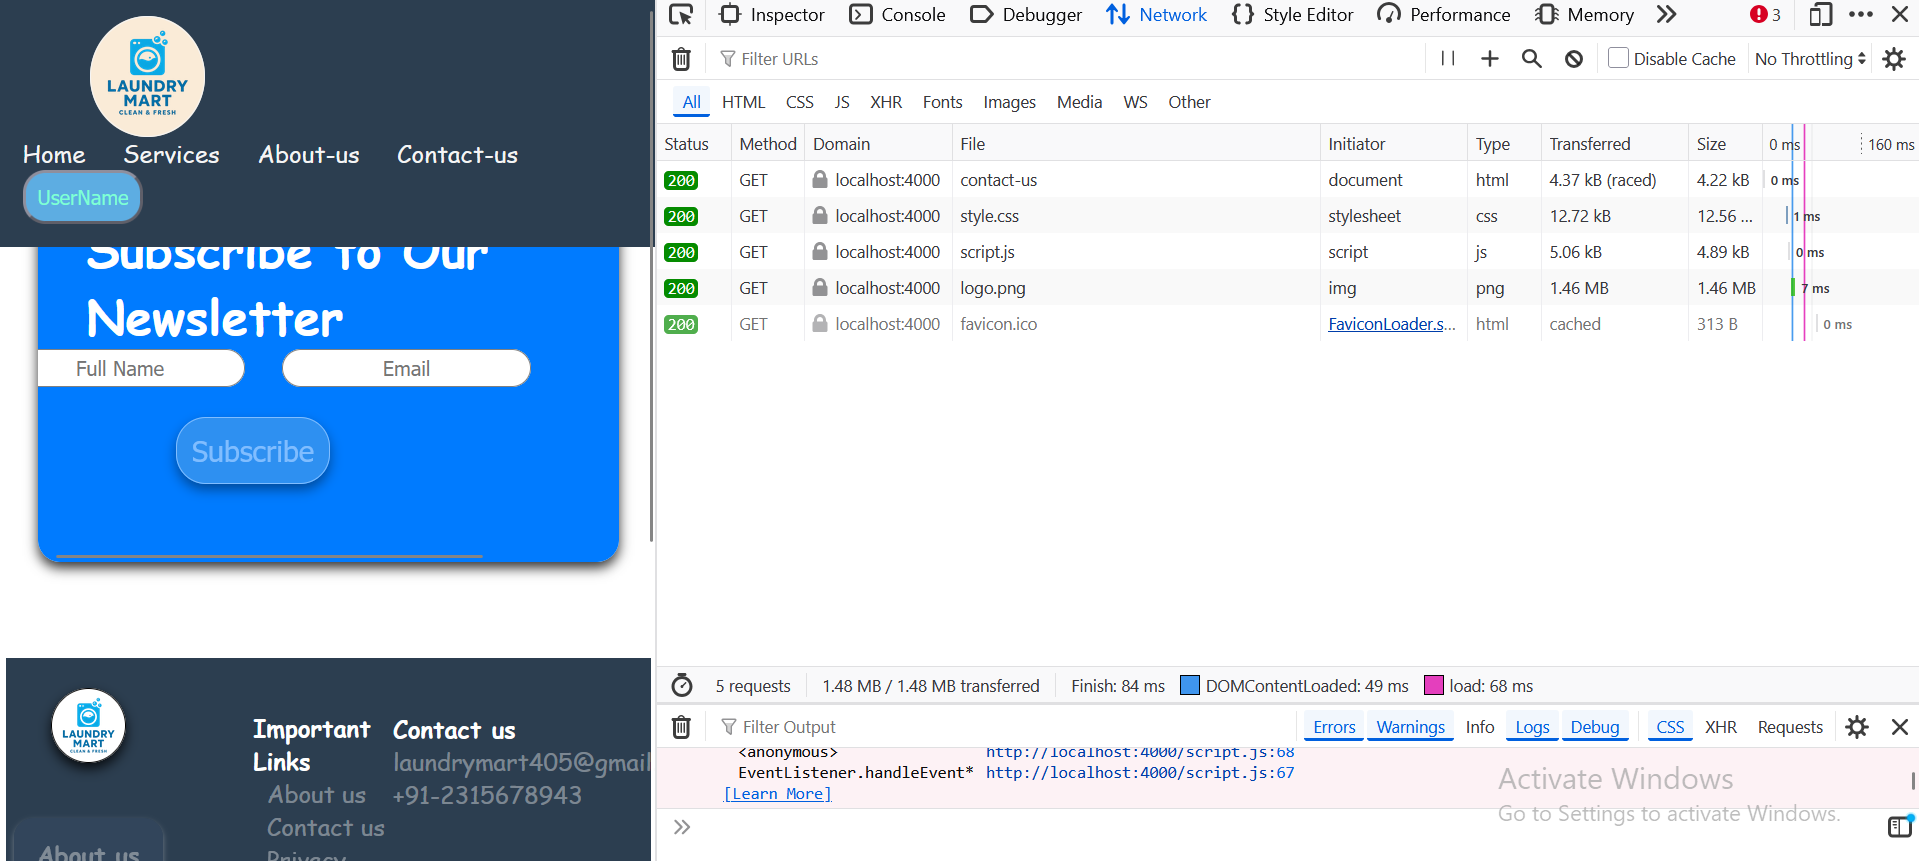 LAUNDRY
MART
CLEAN & FRESH
Home Services About-us Contact-us
UserName
Subscribe to Our
Newsletter
Full Name Email
Subscribe
LAUNDRY
MART
CLEAN & FRESH
Important
Links
About us
Contact us
Privacy
Contact us
laundrymart405@gmail
+91-2315678943
About us
Inspector Console Debugger Network Style Editor Performance Memory 3
Filter URLs Disable Cache No Throttling
All HTML CSS JS XHR Fonts Images Media WS Other
Status Method Domain File Initiator Type Transferred Size 0 ms 160 ms
200 GET localhost:4000 contact-us document html 4.37 kB (raced) 4.22 kB 0 ms
200 GET localhost:4000 style.css stylesheet css 12.72 kB 12.56 ... 1 ms
200 GET localhost:4000 script.js script js 5.06 kB 4.89 kB 0 ms
200 GET localhost:4000 logo.png img png 1.46 MB 1.46 MB 7 ms
200 GET localhost:4000 favicon.ico FaviconLoader.s... html cached 313 B 0 ms
5 requests 1.48 MB / 1.48 MB transferred Finish: 84 ms DOMContentLoaded: 49 ms load: 68 ms
Filter Output Errors Warnings Info Logs Debug CSS XHR Requests
<anonymous> http://localhost:4000/script.js:68
EventListener.handleEvent* http://localhost:4000/script.js:67
[Learn More]
Activate Windows
Go to Settings to activate Windows.